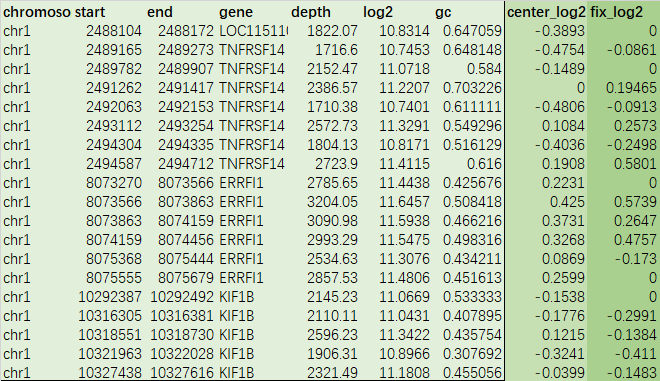 chromoso start end gene depth log2 gc center_log2 fix_log2
chr1 2488104 2488172 LOC115110 1822.07 10.8314 0.647059 -0.3893 0
chr1 2489165 2489273 TNFRSF14 1716.6 10.7453 0.648148 -0.4754 -0.0861
chr1 2489782 2489907 TNFRSF14 2152.47 11.0718 0.584 -0.1489 0
chr1 2491262 2491417 TNFRSF14 2386.57 11.2207 0.703226 0 0.19465
chr1 2492063 2492153 TNFRSF14 1710.38 10.7401 0.611111 -0.4806 -0.0913
chr1 2493112 2493254 TNFRSF14 2572.73 11.3291 0.549296 0.1084 0.2573
chr1 2494304 2494335 TNFRSF14 1804.13 10.8171 0.516129 -0.4036 -0.2498
chr1 2494587 2494712 TNFRSF14 2723.9 11.4115 0.616 0.1908 0.5801
chr1 8073270 8073566 ERRFI1 2785.65 11.4438 0.425676 0.2231 0
chr1 8073566 8073863 ERRFI1 3204.05 11.6457 0.508418 0.425 0.5739
chr1 8073863 8074159 ERRFI1 3090.98 11.5938 0.466216 0.3731 0.2647
chr1 8074159 8074456 ERRFI1 2993.29 11.5475 0.498316 0.3268 0.4757
chr1 8075368 8075444 ERRFI1 2534.63 11.3076 0.434211 0.0869 -0.173
chr1 8075555 8075679 ERRFI1 2857.53 11.4806 0.451613 0.2599 0
chr1 10292387 10292492 KIF1B 2145.23 11.0669 0.533333 -0.1538 0
chr1 10316305 10316381 KIF1B 2110.11 11.0431 0.407895 -0.1776 -0.2991
chr1 10318551 10318730 KIF1B 2596.23 11.3422 0.435754 0.1215 -0.1384
chr1 10321963 10322028 KIF1B 1906.31 10.8966 0.307692 -0.3241 -0.411
chr1 10327438 10327616 KIF1B 2321.49 11.1808 0.455056 -0.0399 -0.1483